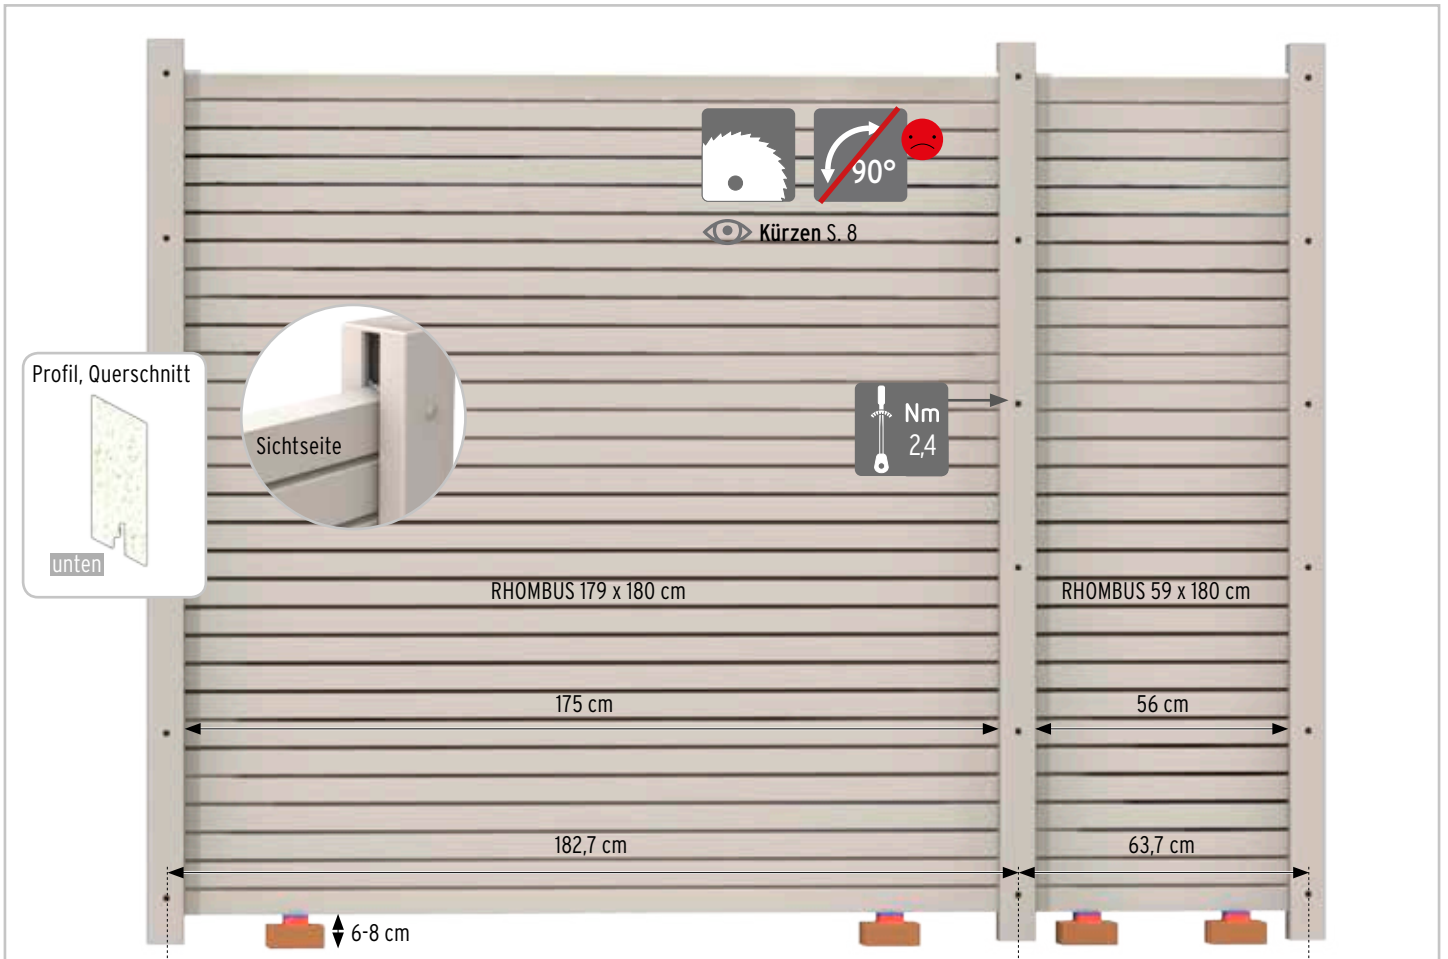 90°
Kürzen S. 8
Profil, Querschnitt
unten
Sichtseite
Nm
2,4
RHOMBUS 179 x 180 cm
RHOMBUS 59 x 180 cm
175 cm
56 cm
182,7 cm
63,7 cm
6-8 cm